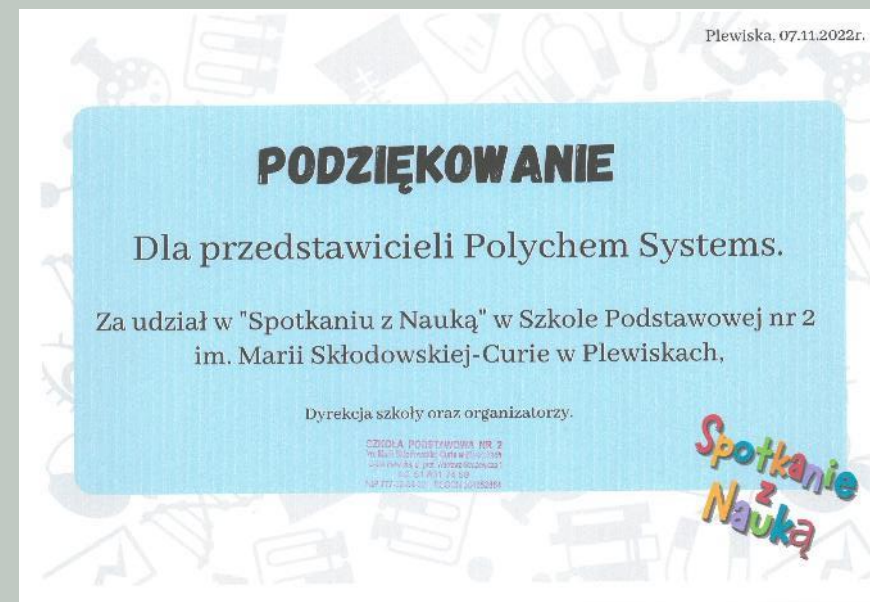 Plewiska, 07.11.2022r.
PODZIĘKOWANIE
Dla przedstawicieli Polychem Systems.
Za udział w "Spotkaniu z Nauką" w Szkole Podstawowej nr 2
im. Marii Skłodowskiej-Curie w Plewiskach,
Dyrekcja szkoły oraz organizatorzy.
SZKOŁA PODSTAWOWA NR 2
Spotkanie
z
Nauką